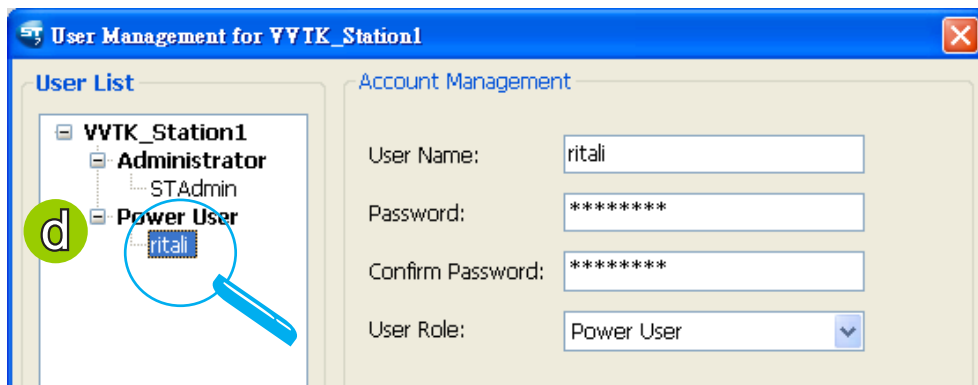 ST7 User Management for VVTK_Station1
User List
VVTK_Station1
Administrator
STAdmin
Power User
ritali
d
Account Management
User Name: ritali
Password: ********
Confirm Password: ********
User Role: Power User